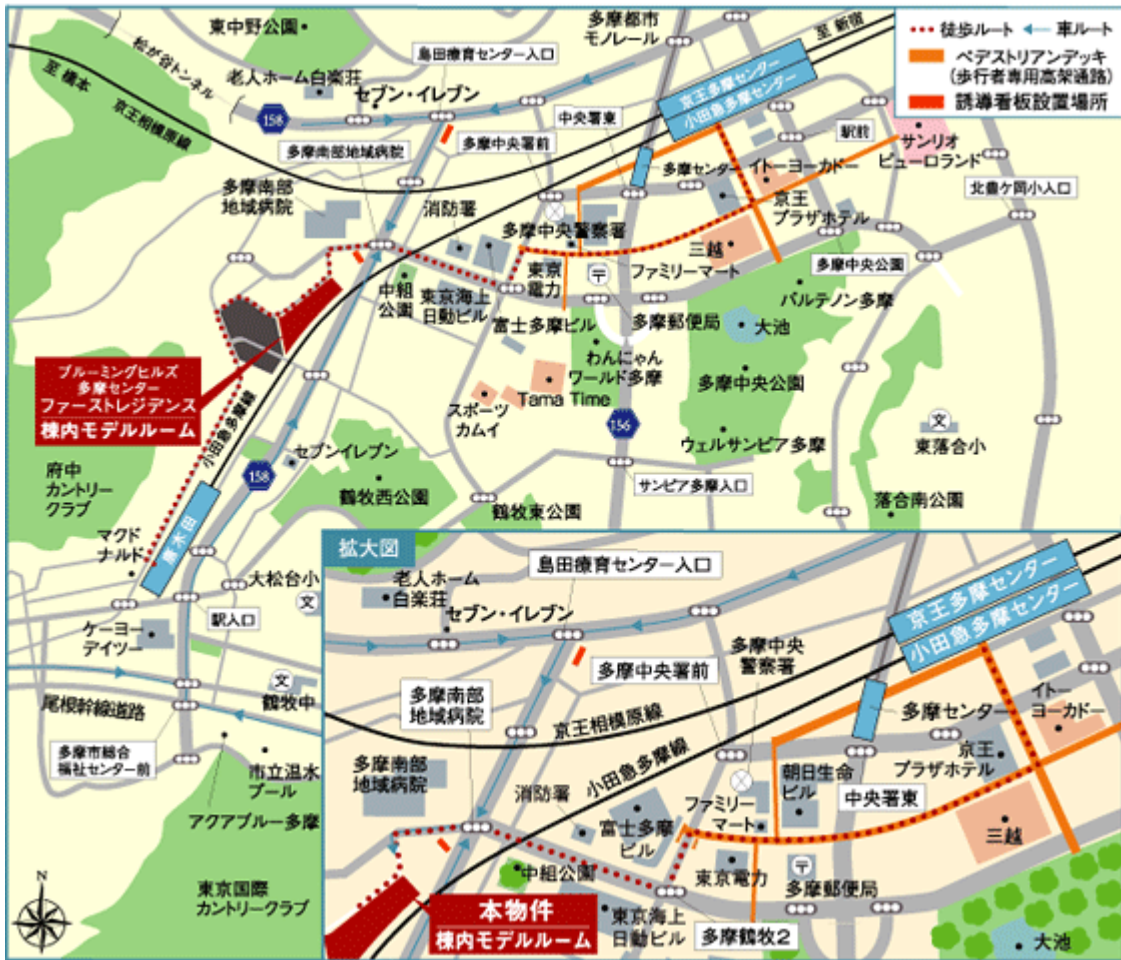 東中野公園
松が谷トンネル
至 橋本
京王相模原線
老人ホーム白楽荘
島田療育センター入口
セブン・イレブン
158
多摩都市
モノレール
至 新宿
京王多摩センター
小田急多摩センター
徒歩ルート
車ルート
ペデストリアンデッキ
(歩行者専用高架通路)
誘導看板設置場所
中央署東
駅前
サンリオ
ピューロランド
多摩南部地域病院
多摩中央署前
多摩センター
イトーヨーカドー
北豊ケ岡小入口
多摩南部
地域病院
消防署
多摩中央警察署
京王
プラザホテル
三越
多摩中央公園
中組
公園
東京海上
日動ビル
東京
電力
ファミリーマート
〒
パルテノン多摩
富士多摩ビル
多摩郵便局
大池
わんにゃん
ワールド多摩
多摩中央公園
ブルーミングヒルズ
多摩センター
ファーストレジデンス
棟内モデルルーム
スポーツ
カムイ
Tama Time
156
ウェルサンピア多摩
文
東落合小
小田急多摩線
158
セブンイレブン
サンピア多摩入口
府中
カントリー
クラブ
鶴牧西公園
鶴牧東公園
落合南公園
マクド
ナルド
唐木田
大松台小
文
駅入口
ケーヨー
デイツー
文
鶴牧中
尾根幹線道路
多摩市総合
福祉センター前
市立温水
プール
アクアブルー多摩
東京国際
カントリークラブ
N
拡大図
老人ホーム
白楽荘
島田療育センター入口
セブン・イレブン
京王多摩センター
小田急多摩センター
多摩中央
警察署
多摩中央署前
多摩南部
地域病院
京王相模原線
多摩センター
イトー
ヨーカドー
小田急多摩線
京王
プラザホテル
多摩南部
地域病院
朝日生命
ビル
消防署
ファミリー
マート
中央署東
富士多摩
ビル
三越
中組公園
東京電力
〒
多摩郵便局
本物件
棟内モデルルーム
東京海上
日動ビル
多摩鶴牧2
大池